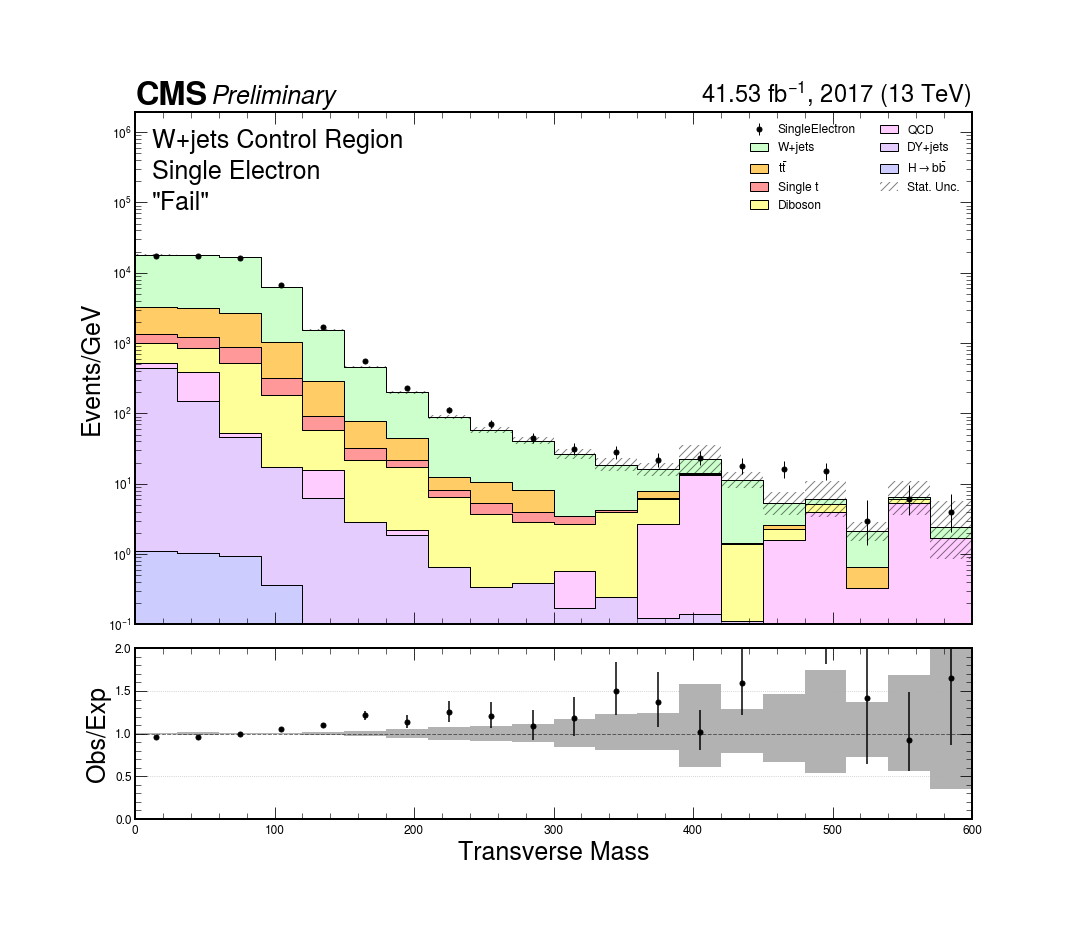 CMS Preliminary 41.53 fb⁻¹, 2017 (13 TeV)
W+jets Control Region
Single Electron
"Fail"
SingleElectron QCD
W+jets DY+jets
tt̄ H→bb̄
Single t Stat. Unc.
Diboson
Events/GeV
10⁶
10⁵
10⁴
10³
10²
10¹
10⁰
10⁻¹
Obs/Exp
2.0
1.5
1.0
0.5
0.0
0 100 200 300 400 500 600
Transverse Mass